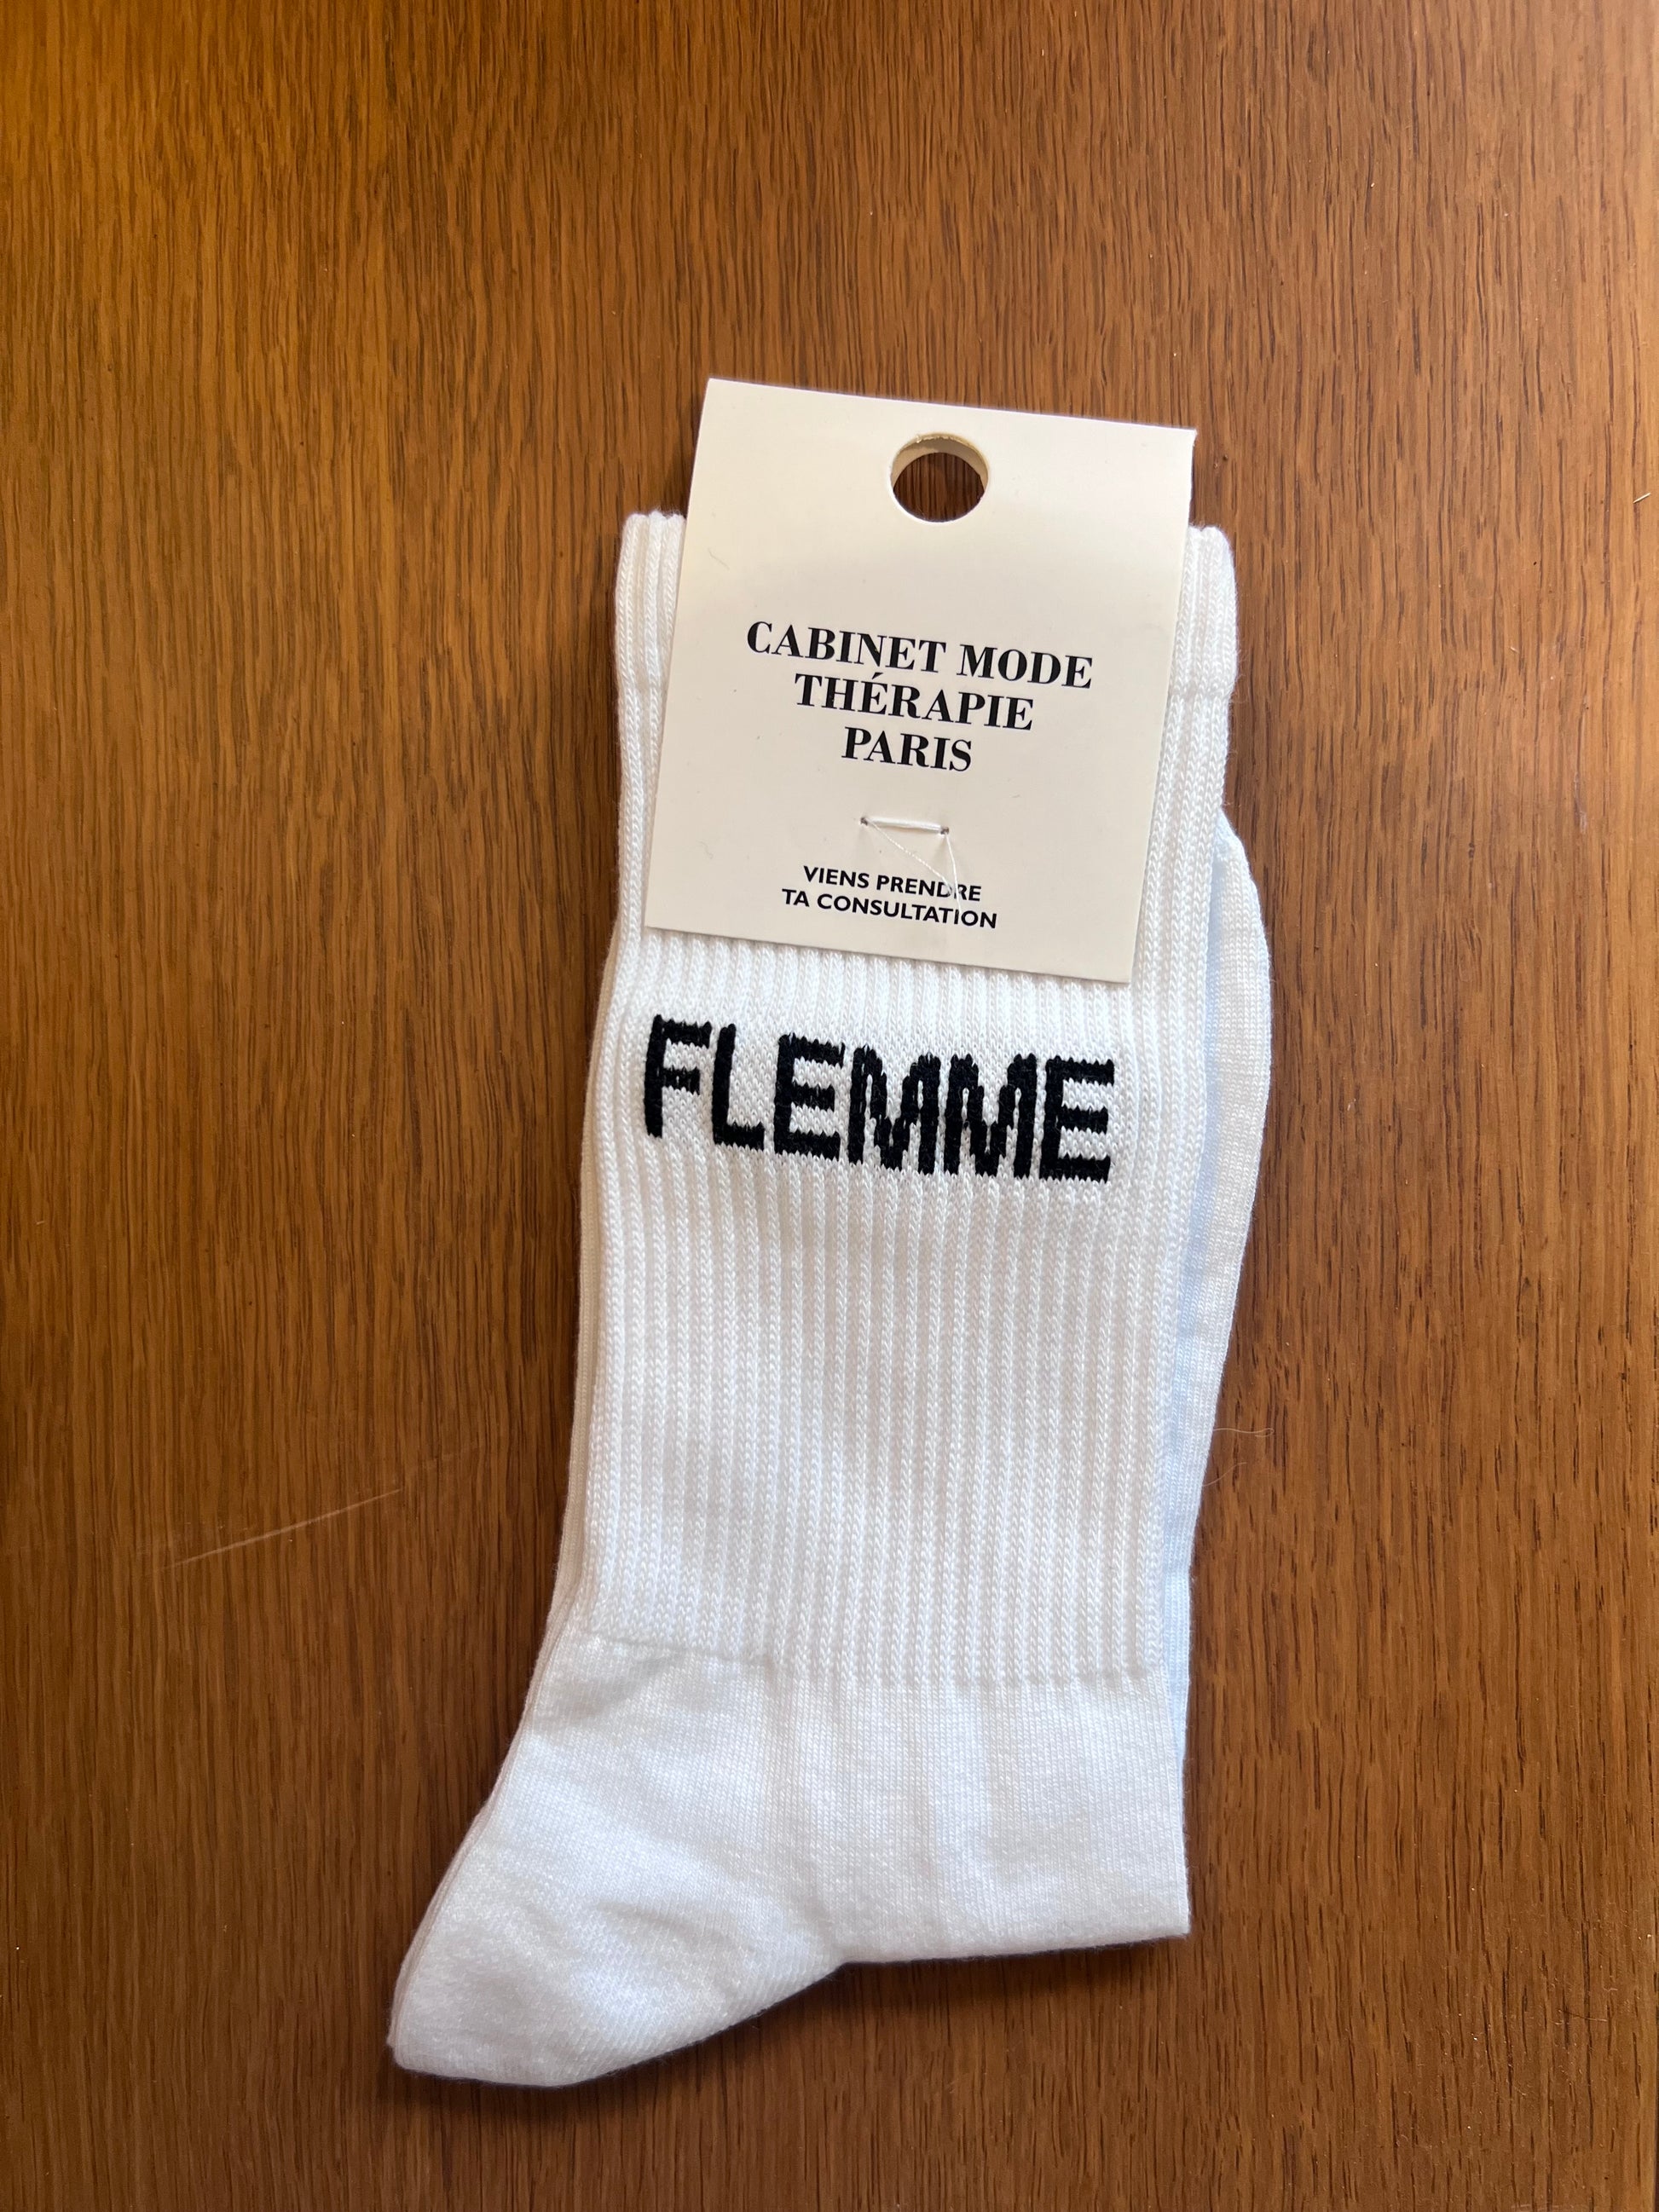 CABINET MODE
THÉRAPIE
PARIS
VIENS PRENDRE
TA CONSULTATION
FLEMME